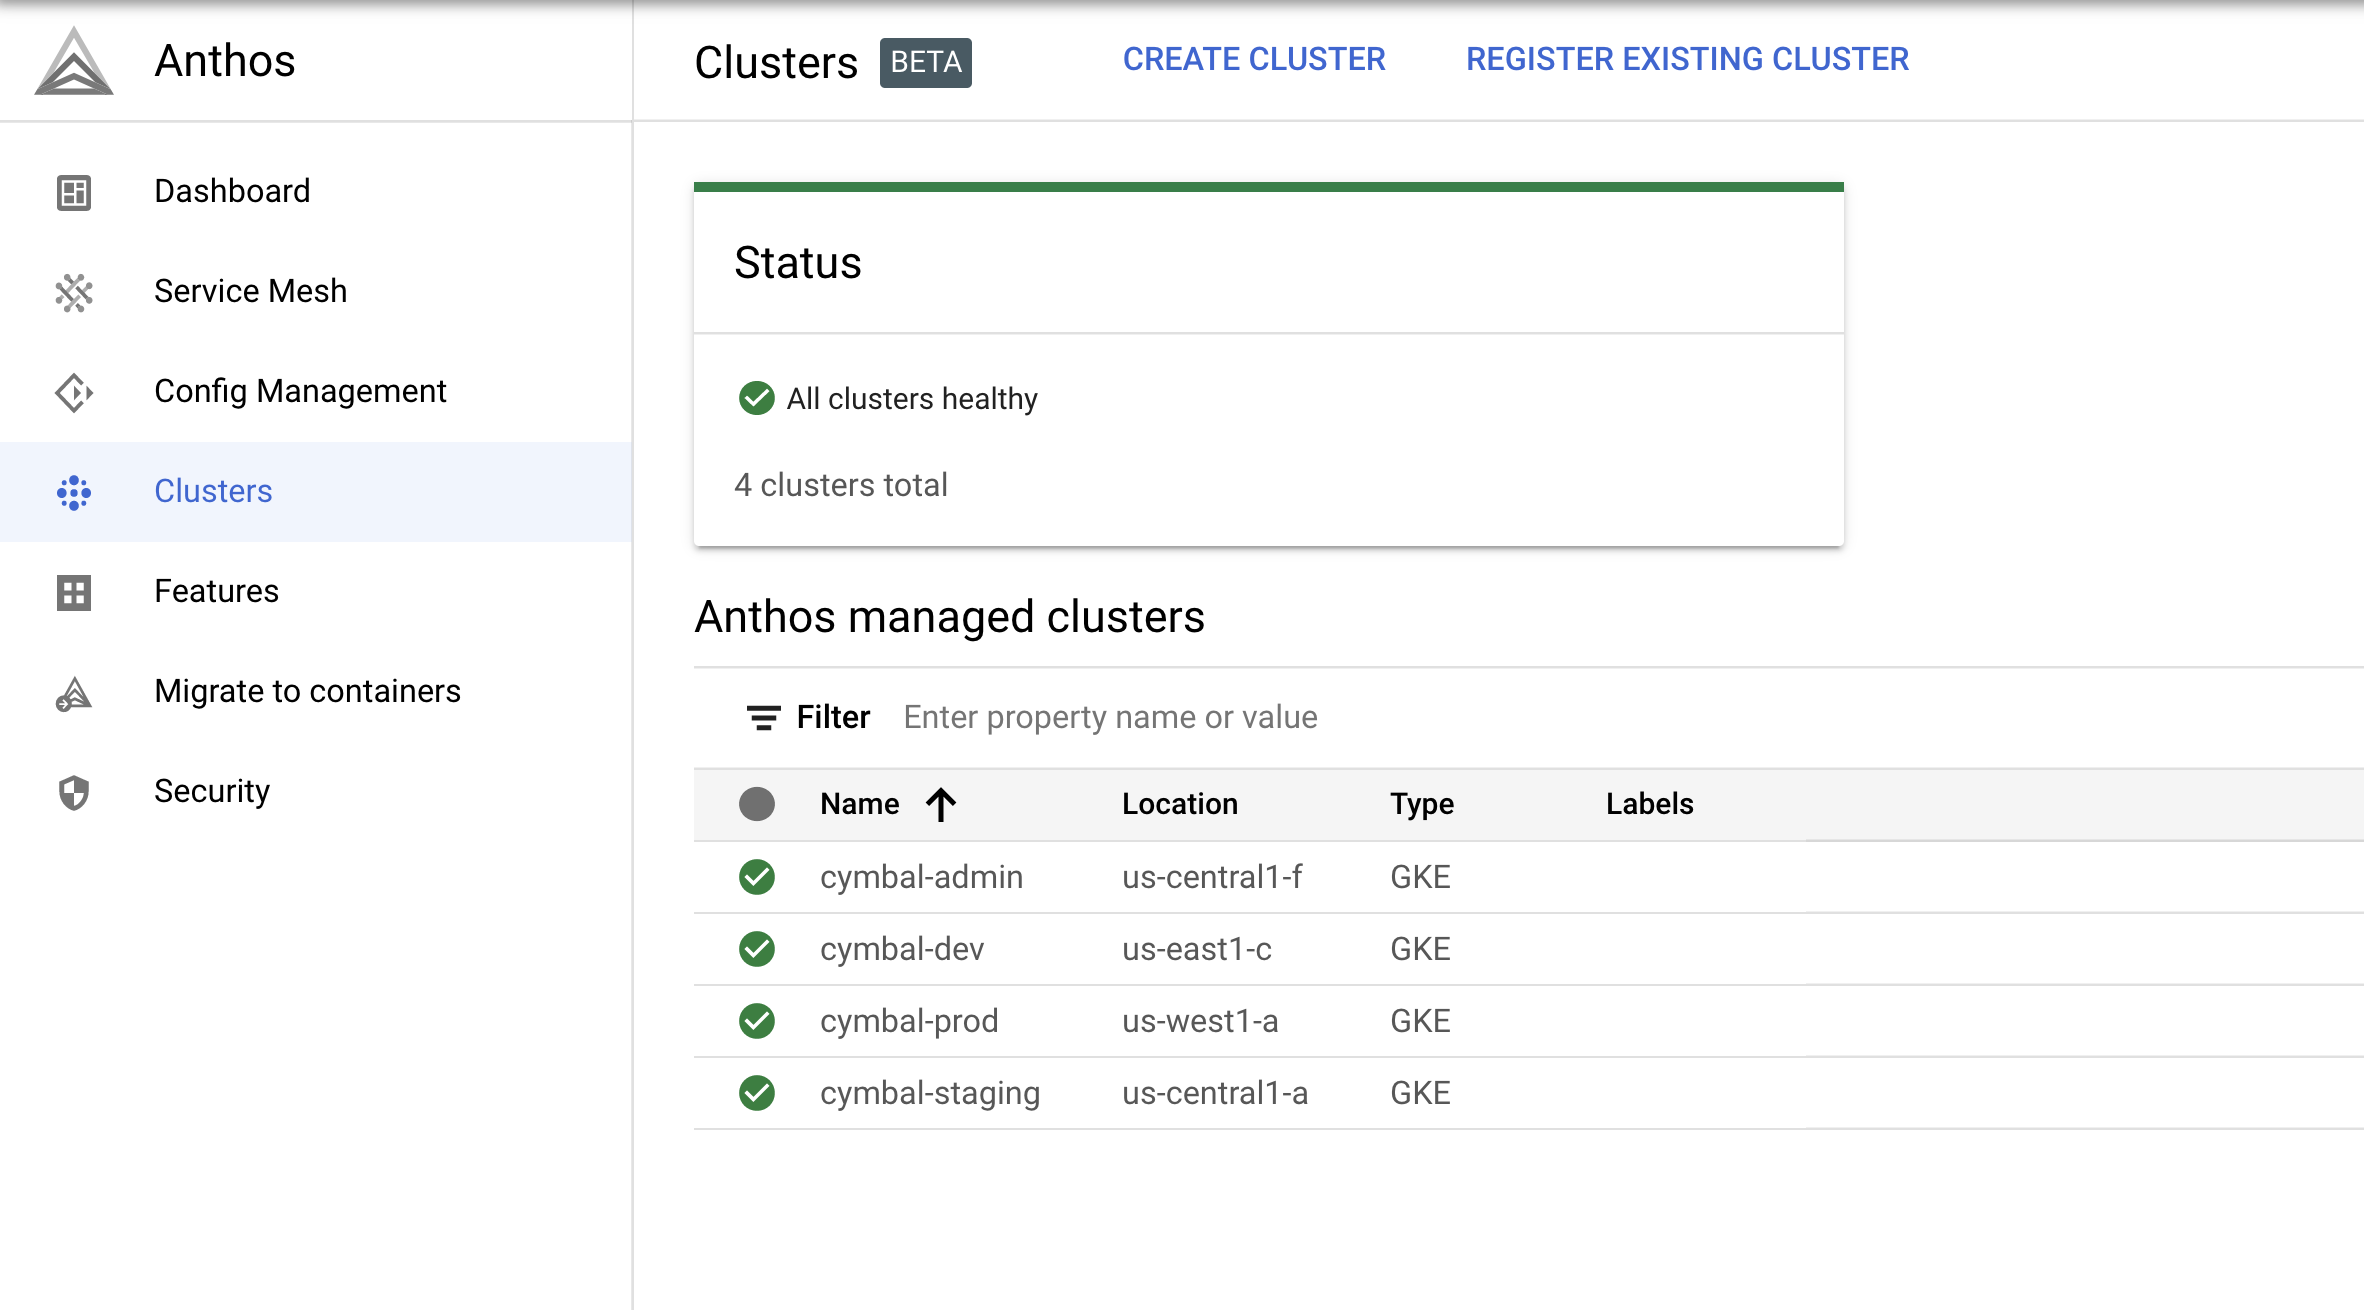 Anthos
Dashboard
Service Mesh
Config Management
Clusters
Features
Migrate to containers
Security
Clusters BETA CREATE CLUSTER REGISTER EXISTING CLUSTER
Status
All clusters healthy
4 clusters total
Anthos managed clusters
Filter Enter property name or value
Name Location Type Labels
cymbal-admin us-central1-f GKE
cymbal-dev us-east1-c GKE
cymbal-prod us-west1-a GKE
cymbal-staging us-central1-a GKE